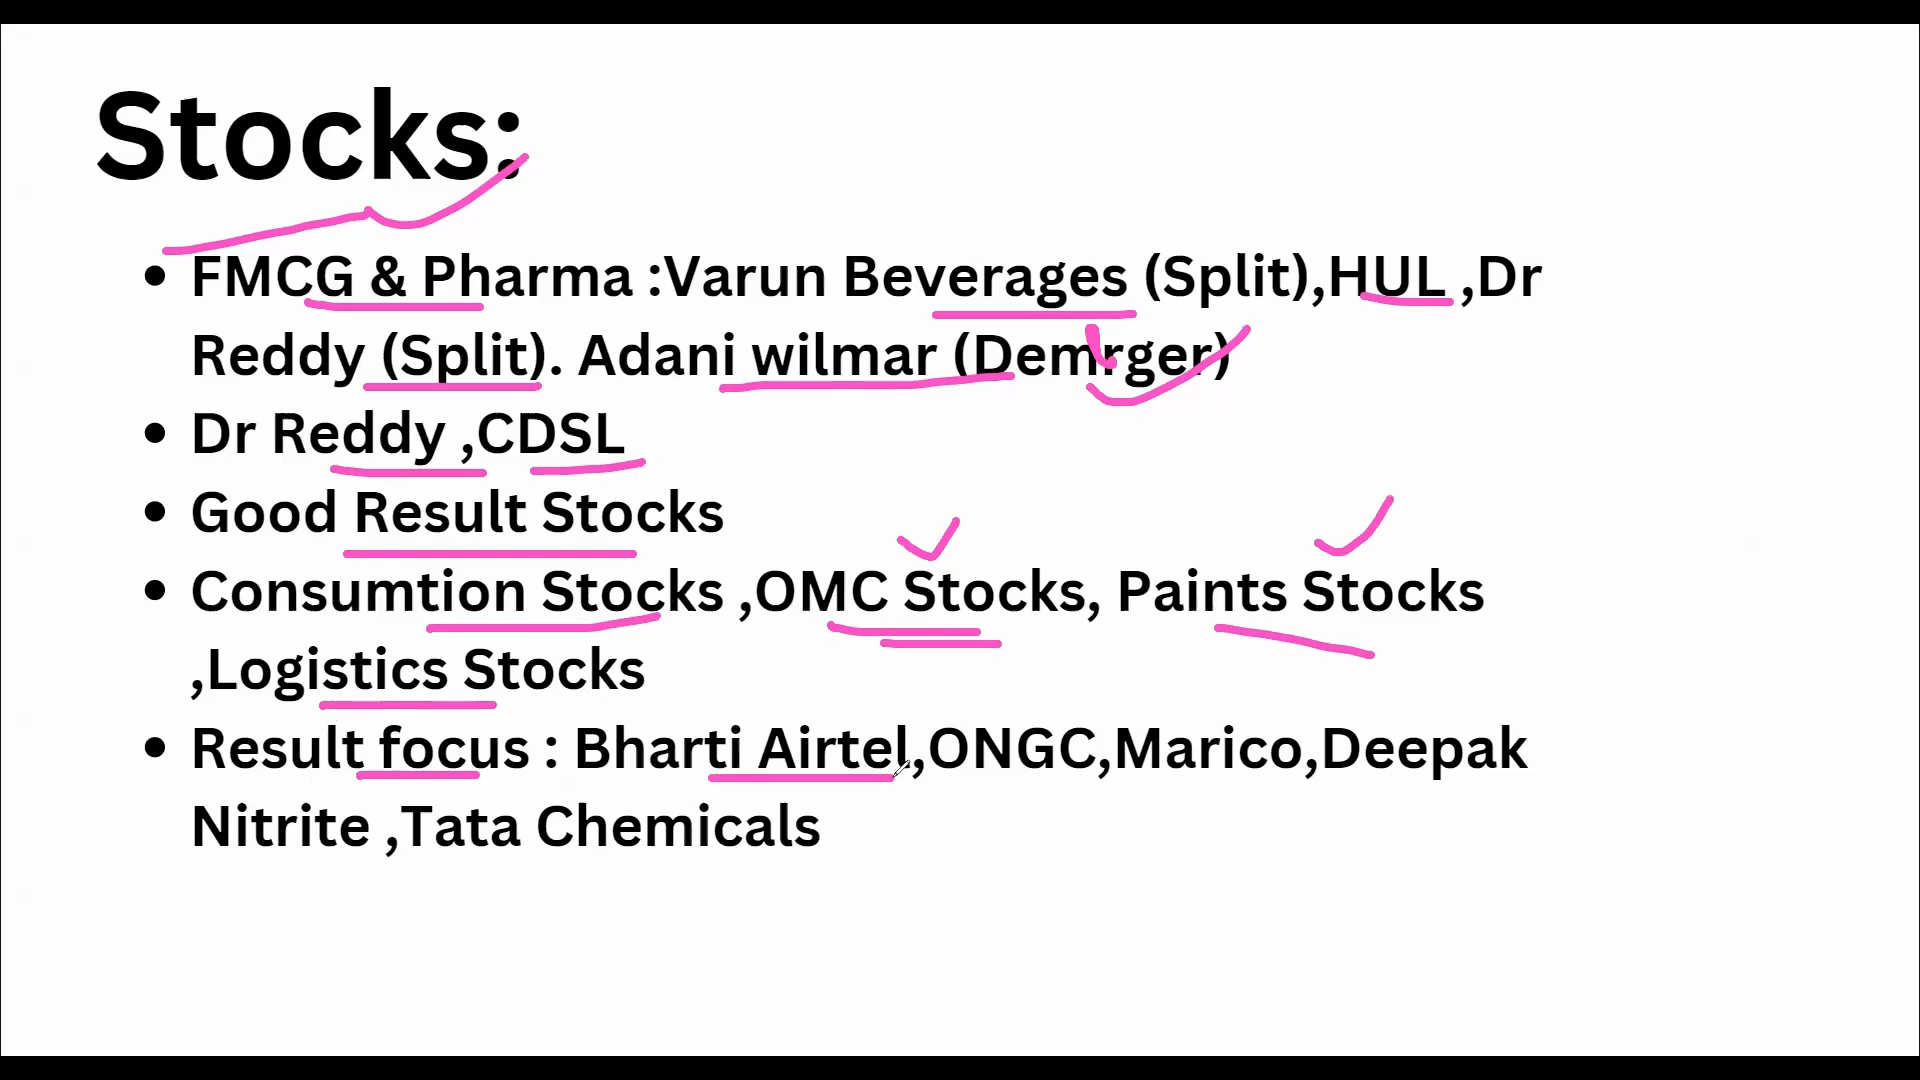 Stocks:
• FMCG & Pharma :Varun Beverages (Split),HUL ,Dr
Reddy (Split). Adani wilmar (Demrger)
• Dr Reddy ,CDSL
• Good Result Stocks
• Consumtion Stocks ,OMC Stocks, Paints Stocks
,Logistics Stocks
• Result focus : Bharti Airtel,ONGC,Marico,Deepak
Nitrite ,Tata Chemicals